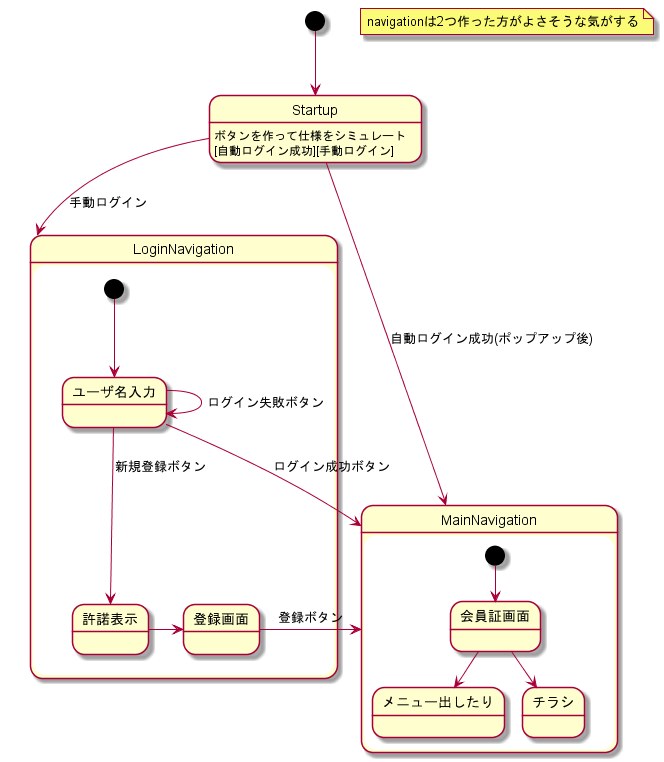 navigationは2つ作った方がよさそうな気がする
Startup
ボタンを作って仕様をシミュレート
[自動ログイン成功][手動ログイン]
手動ログイン
LoginNavigation
自動ログイン成功(ポップアップ後)
ユーザ名入力
ログイン失敗ボタン
新規登録ボタン
ログイン成功ボタン
MainNavigation
会員証画面
許諾表示
登録画面
登録ボタン
メニュー出したり
チラシ